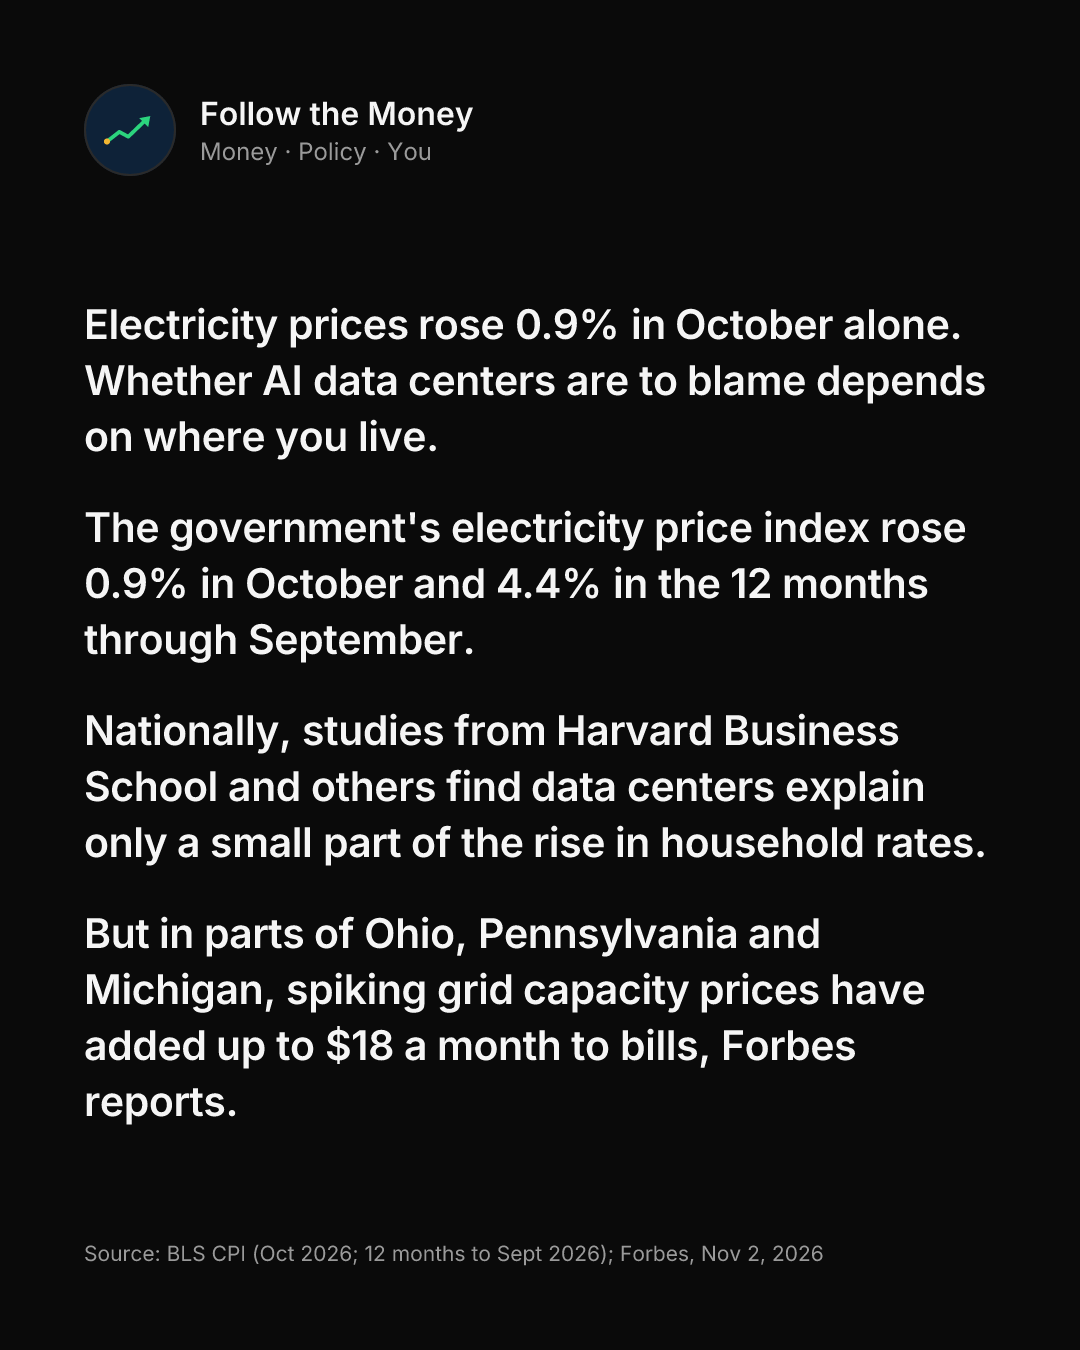 Follow the Money
Money · Policy · You
Electricity prices rose 0.9% in October alone.
Whether AI data centers are to blame depends
on where you live.
The government's electricity price index rose
0.9% in October and 4.4% in the 12 months
through September.
Nationally, studies from Harvard Business
School and others find data centers explain
only a small part of the rise in household rates.
But in parts of Ohio, Pennsylvania and
Michigan, spiking grid capacity prices have
added up to $18 a month to bills, Forbes
reports.
Source: BLS CPI (Oct 2026; 12 months to Sept 2026); Forbes, Nov 2, 2026